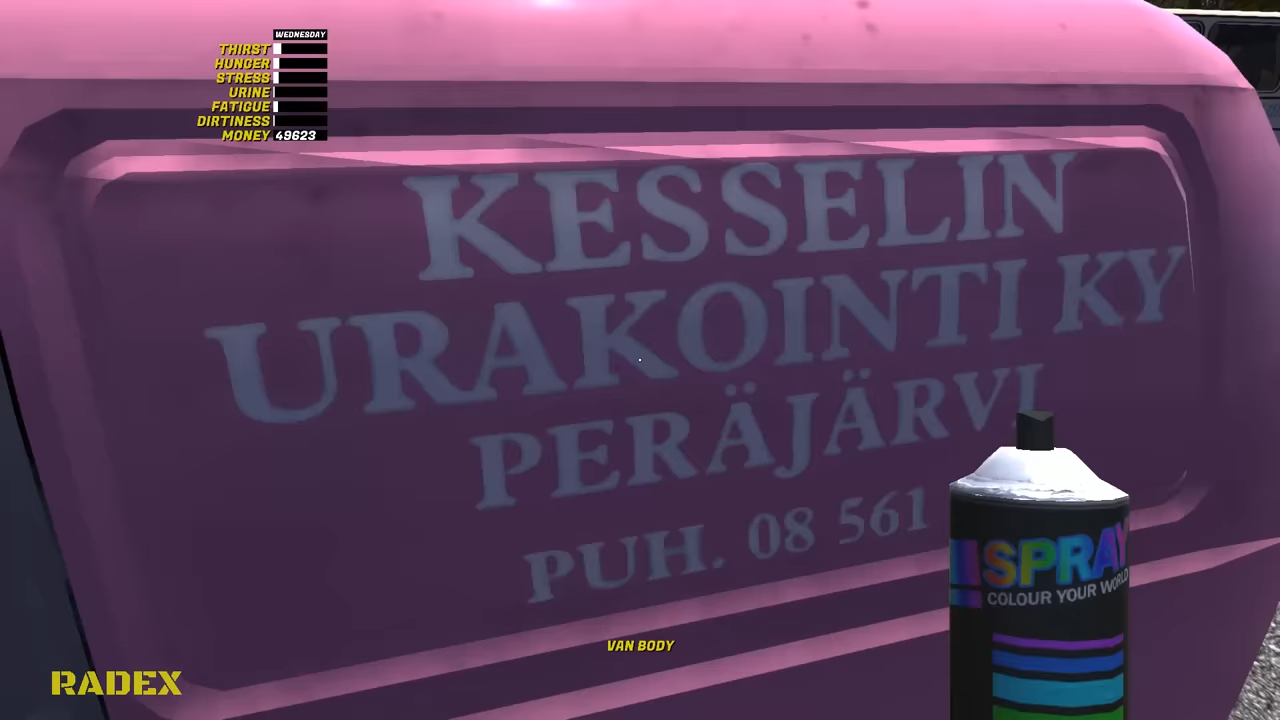 WEDNESDAY
THIRST
HUNGER
STRESS
URINE
FATIGUE
DIRTINESS
MONEY 49623
KESSELIN
URAKOINTI KY
PERÄJÄRVI
PUH. 08 561
SPRAY
COLOUR YOUR WORLD
VAN BODY
RADEX